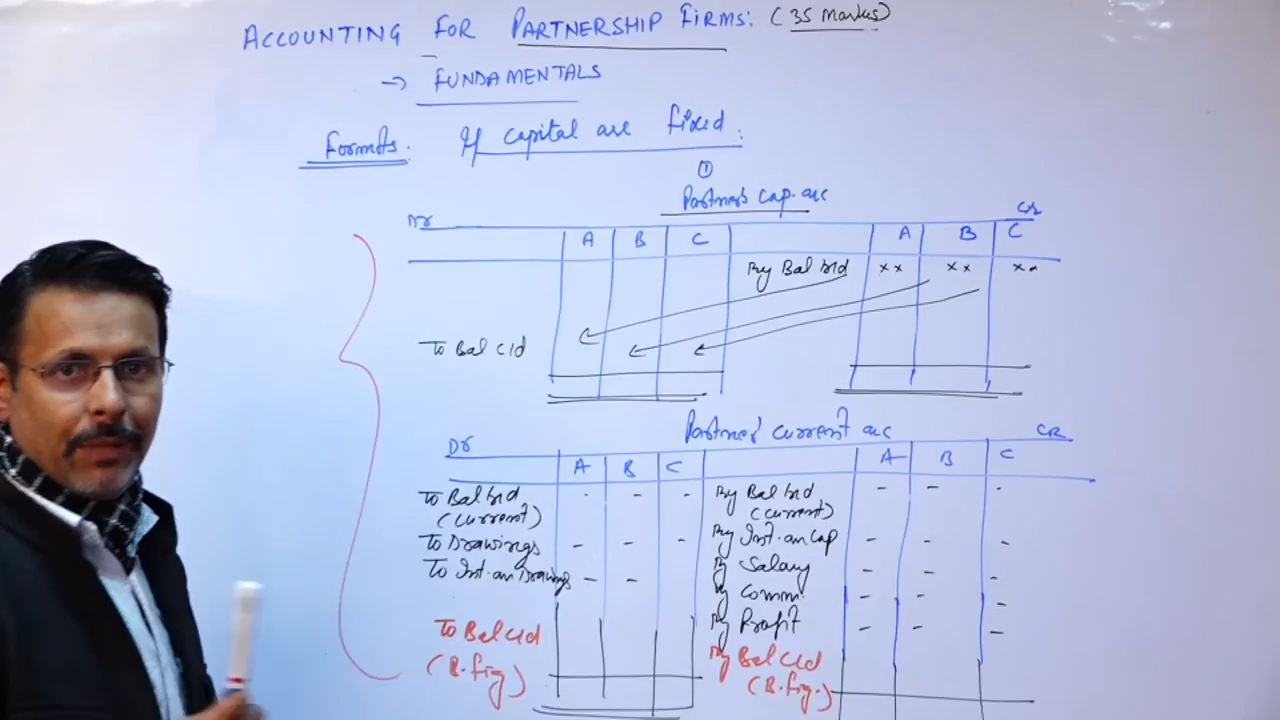 ACCOUNTING FOR PARTNERSHIP FIRMS: (35 Marks)
→ FUNDAMENTALS
Formats: If capital are fixed:
①
Partner's cap. a/c
Dr CR
A B C A B C
By Bal b/d xx xx xx
To Bal c/d
Partner' current a/c
Dr CR
A B C A B C
To Bal b/d - - - By Bal b/d - - -
(current) (current)
To Drawings - - - By Int. on cap - - -
To Int. on Drawings - - By Salary - - -
By Comm. - - -
By Profit - - -
To Bal c/d By Bal c/d
(B. fig) (B. fig.)